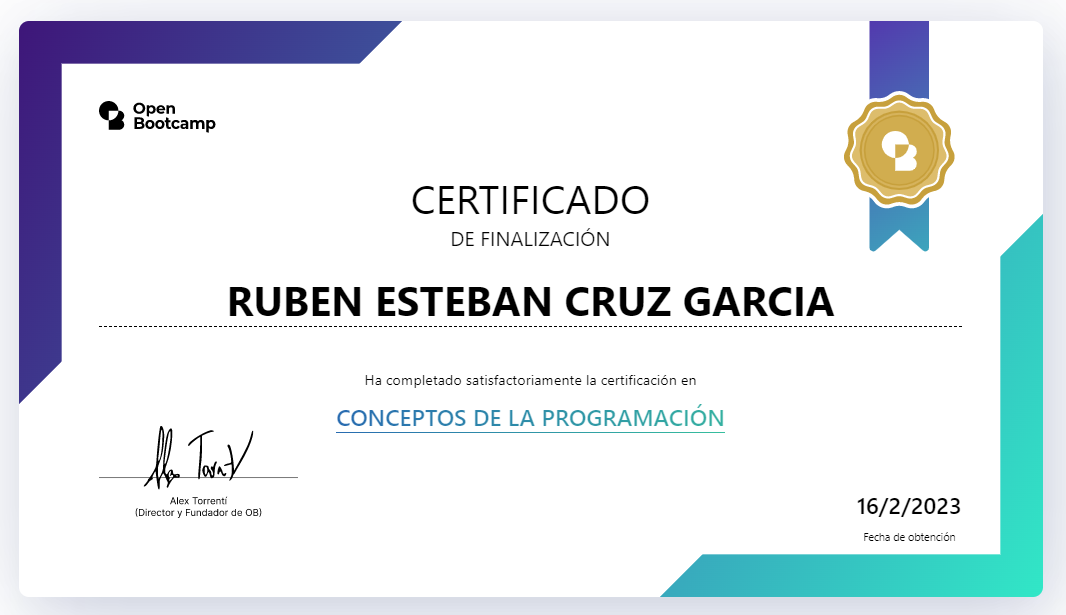 Open
Bootcamp
CERTIFICADO
DE FINALIZACIÓN
RUBEN ESTEBAN CRUZ GARCIA
Ha completado satisfactoriamente la certificación en
CONCEPTOS DE LA PROGRAMACIÓN
Alex Torrentí
(Director y Fundador de OB)
16/2/2023
Fecha de obtención